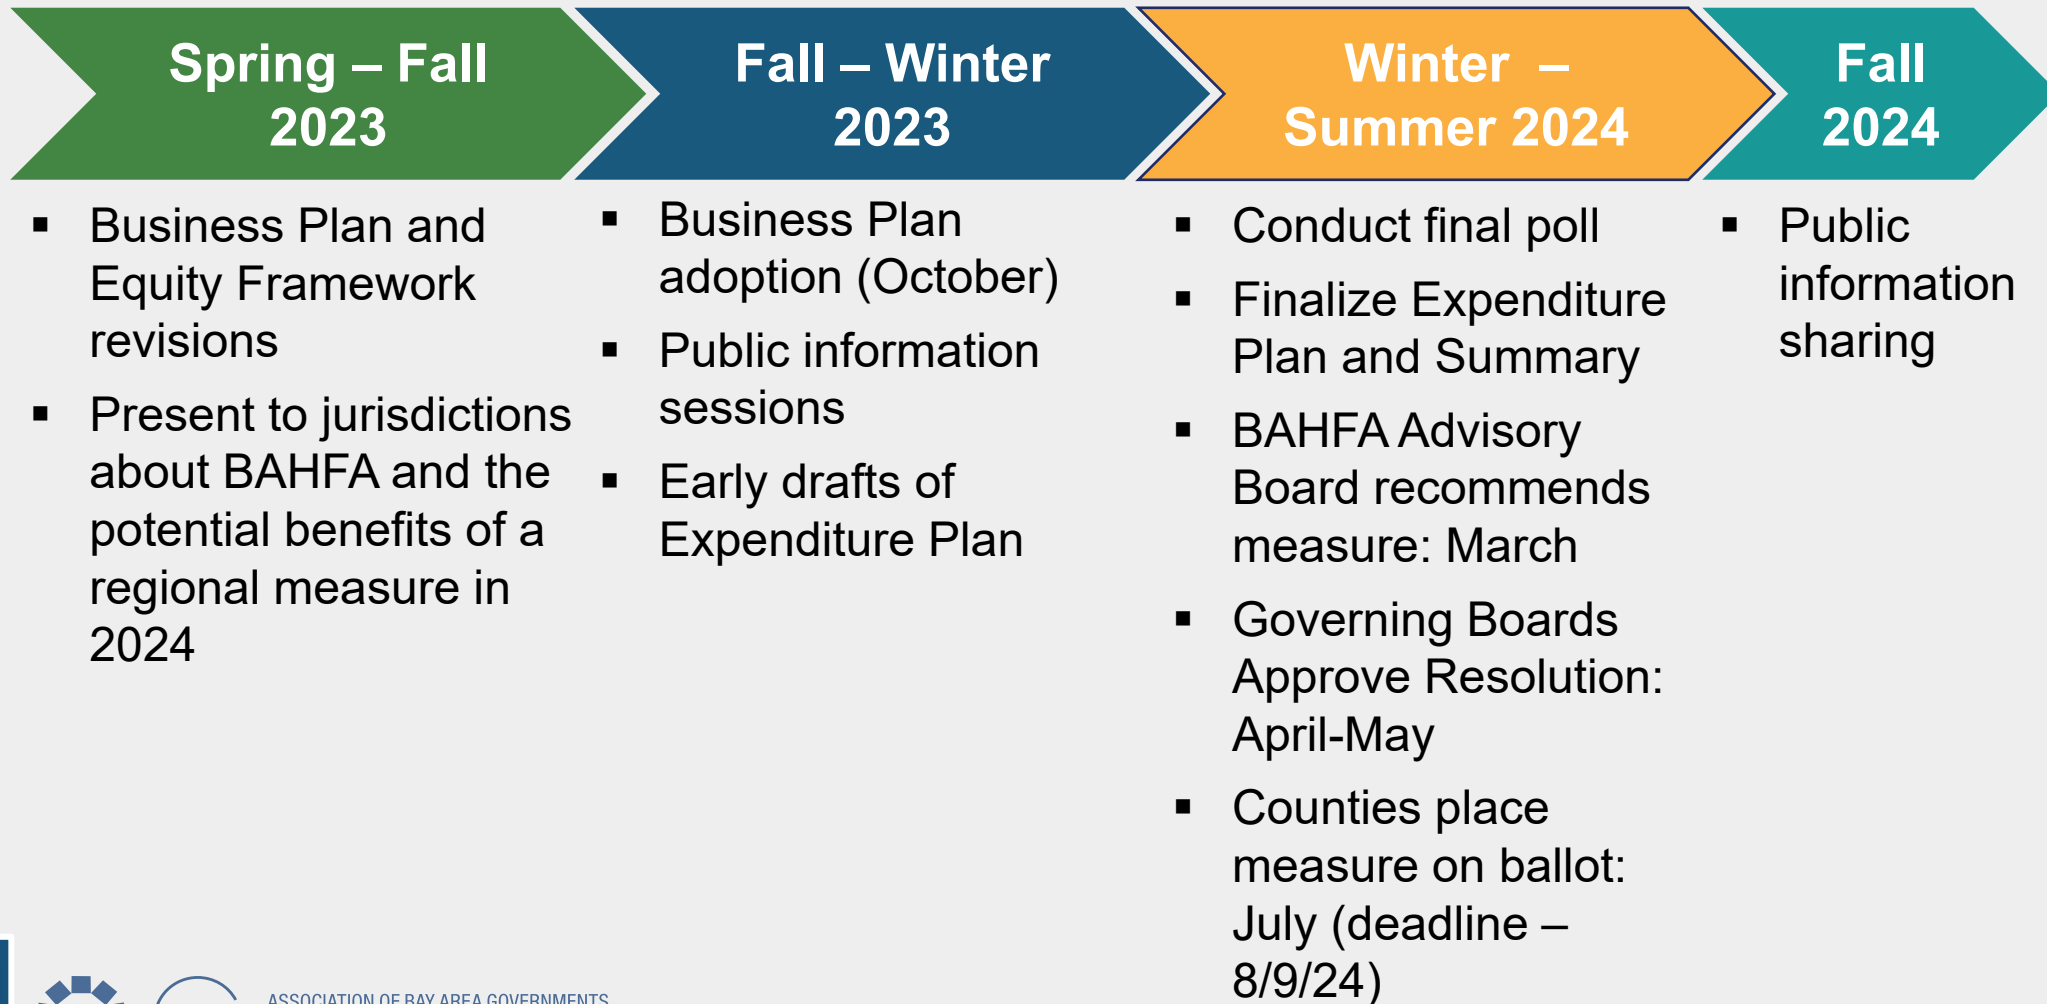 Spring – Fall
2023
▪ Business Plan and
Equity Framework
revisions
▪ Present to jurisdictions
about BAHFA and the
potential benefits of a
regional measure in
2024
Fall – Winter
2023
▪ Business Plan
adoption (October)
▪ Public information
sessions
▪ Early drafts of
Expenditure Plan
Winter –
Summer 2024
▪ Conduct final poll
▪ Finalize Expenditure
Plan and Summary
▪ BAHFA Advisory
Board recommends
measure: March
▪ Governing Boards
Approve Resolution:
April-May
▪ Counties place
measure on ballot:
July (deadline –
8/9/24)
Fall
2024
▪ Public
information
sharing
ASSOCIATION OF BAY AREA GOVERNMENTS